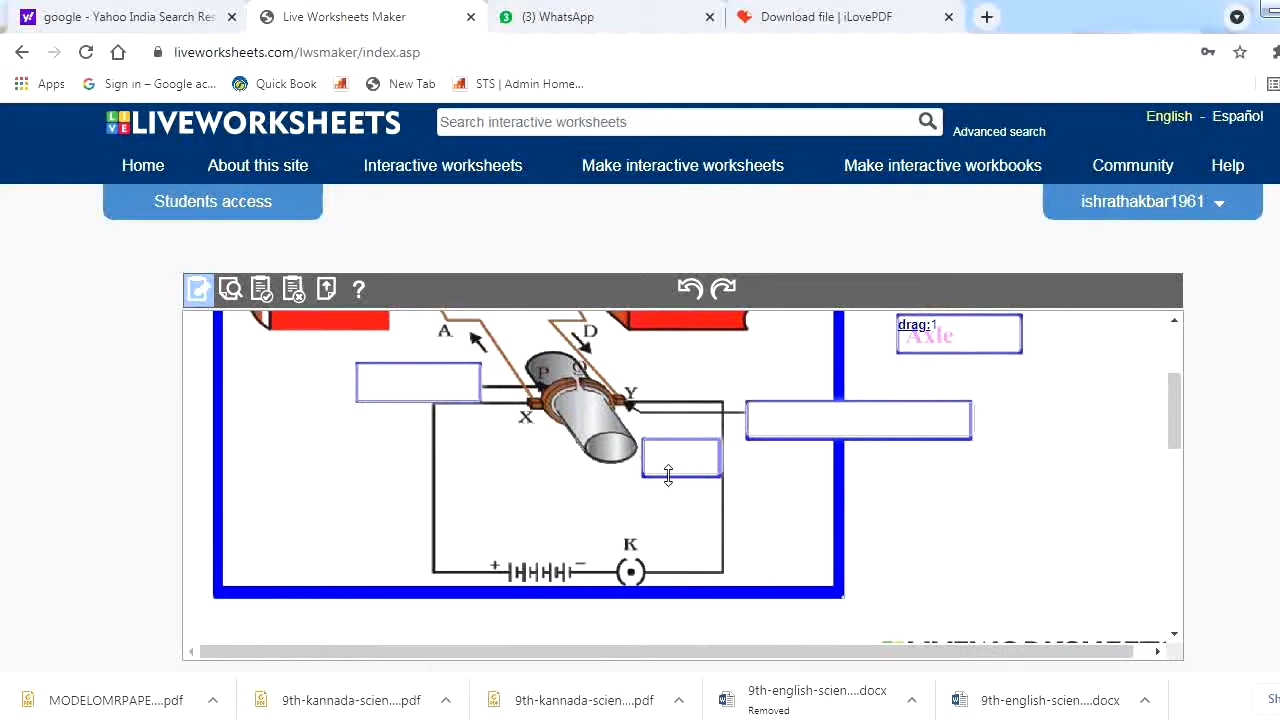 google - Yahoo India Search Res
Live Worksheets Maker
(3) WhatsApp
Download file | iLovePDF
liveworksheets.com/lwsmaker/index.asp
Apps
Sign in – Google ac...
Quick Book
New Tab
STS | Admin Home...
LIVE
LIVEWORKSHEETS
Search interactive worksheets
Advanced search
English - Español
Home
About this site
Interactive worksheets
Make interactive worksheets
Make interactive workbooks
Community
Help
Students access
ishrathakbar1961
?
A
D
drag:1
Axle
P
Q
X
Y
K
+
−
MODELOMRPAPE....pdf
9th-kannada-scien....pdf
9th-kannada-scien....pdf
9th-english-scien....docx
Removed
9th-english-scien....docx
Sh